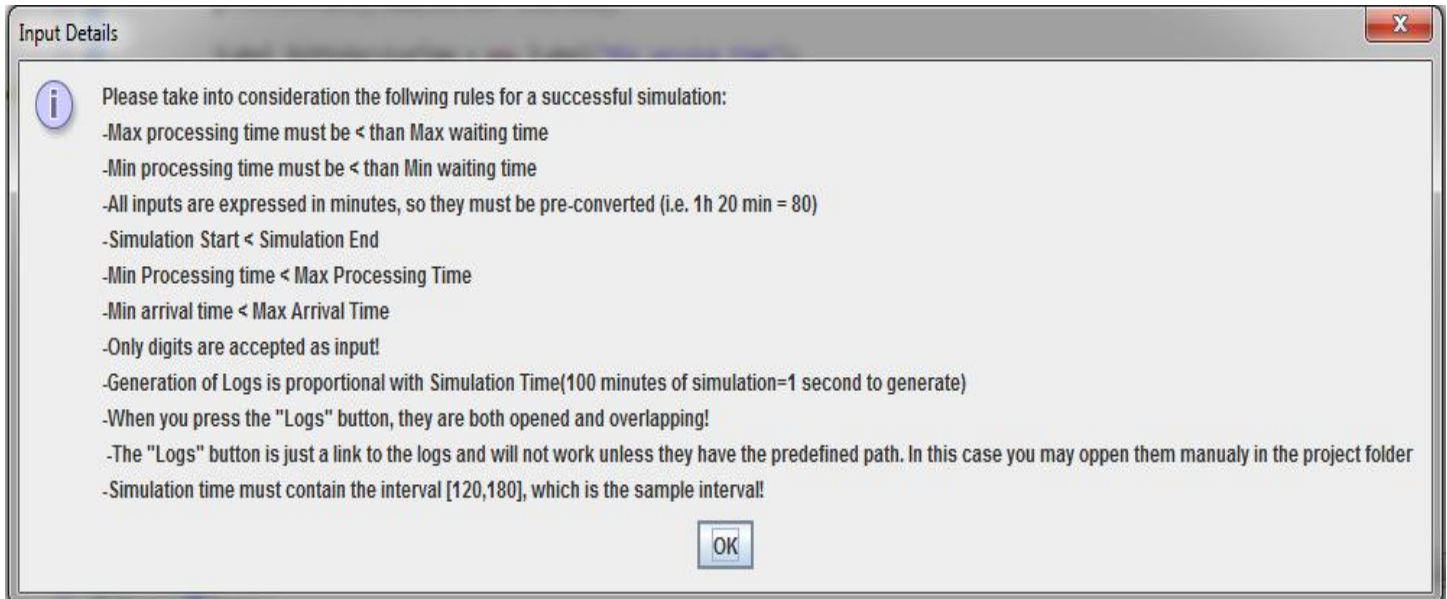 Input Details
Please take into consideration the follwing rules for a successful simulation:
-Max processing time must be < than Max waiting time
-Min processing time must be < than Min waiting time
-All inputs are expressed in minutes, so they must be pre-converted (i.e. 1h 20 min = 80)
-Simulation Start < Simulation End
-Min Processing time < Max Processing Time
-Min arrival time < Max Arrival Time
-Only digits are accepted as input!
-Generation of Logs is proportional with Simulation Time(100 minutes of simulation=1 second to generate)
-When you press the "Logs" button, they are both opened and overlapping!
-The "Logs" button is just a link to the logs and will not work unless they have the predefined path. In this case you may oppen them manualy in the project folder
-Simulation time must contain the interval [120,180], which is the sample interval!
OK